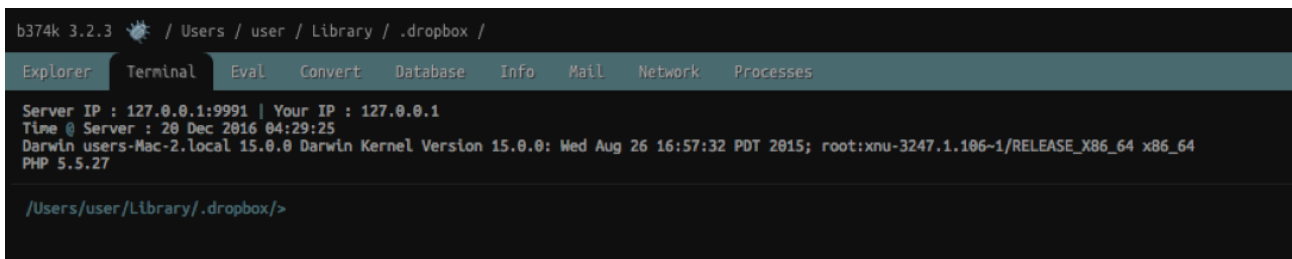 b374k 3.2.3 / Users / user / Library / .dropbox /
Explorer Terminal Eval Convert Database Info Mail Network Processes
Server IP : 127.0.0.1:9991 | Your IP : 127.0.0.1
Time @ Server : 20 Dec 2016 04:29:25
Darwin users-Mac-2.local 15.0.0 Darwin Kernel Version 15.0.0: Wed Aug 26 16:57:32 PDT 2015; root:xnu-3247.1.106~1/RELEASE_X86_64 x86_64
PHP 5.5.27
/Users/user/Library/.dropbox/>